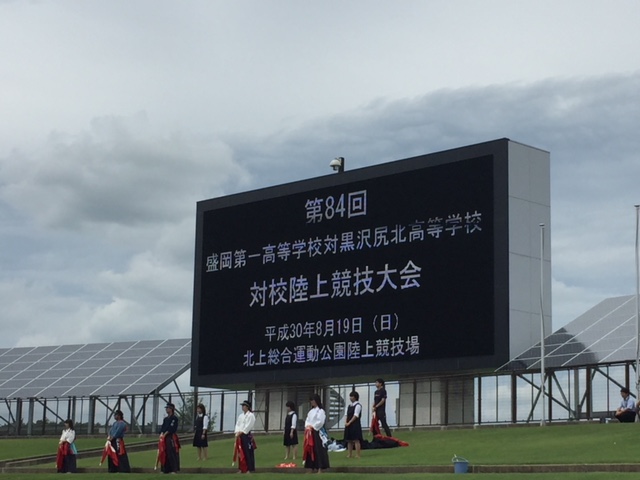 第84回
盛岡第一高等学校対黒沢尻北高等学校
対校陸上競技大会
平成30年8月19日（日）
北上総合運動公園陸上競技場